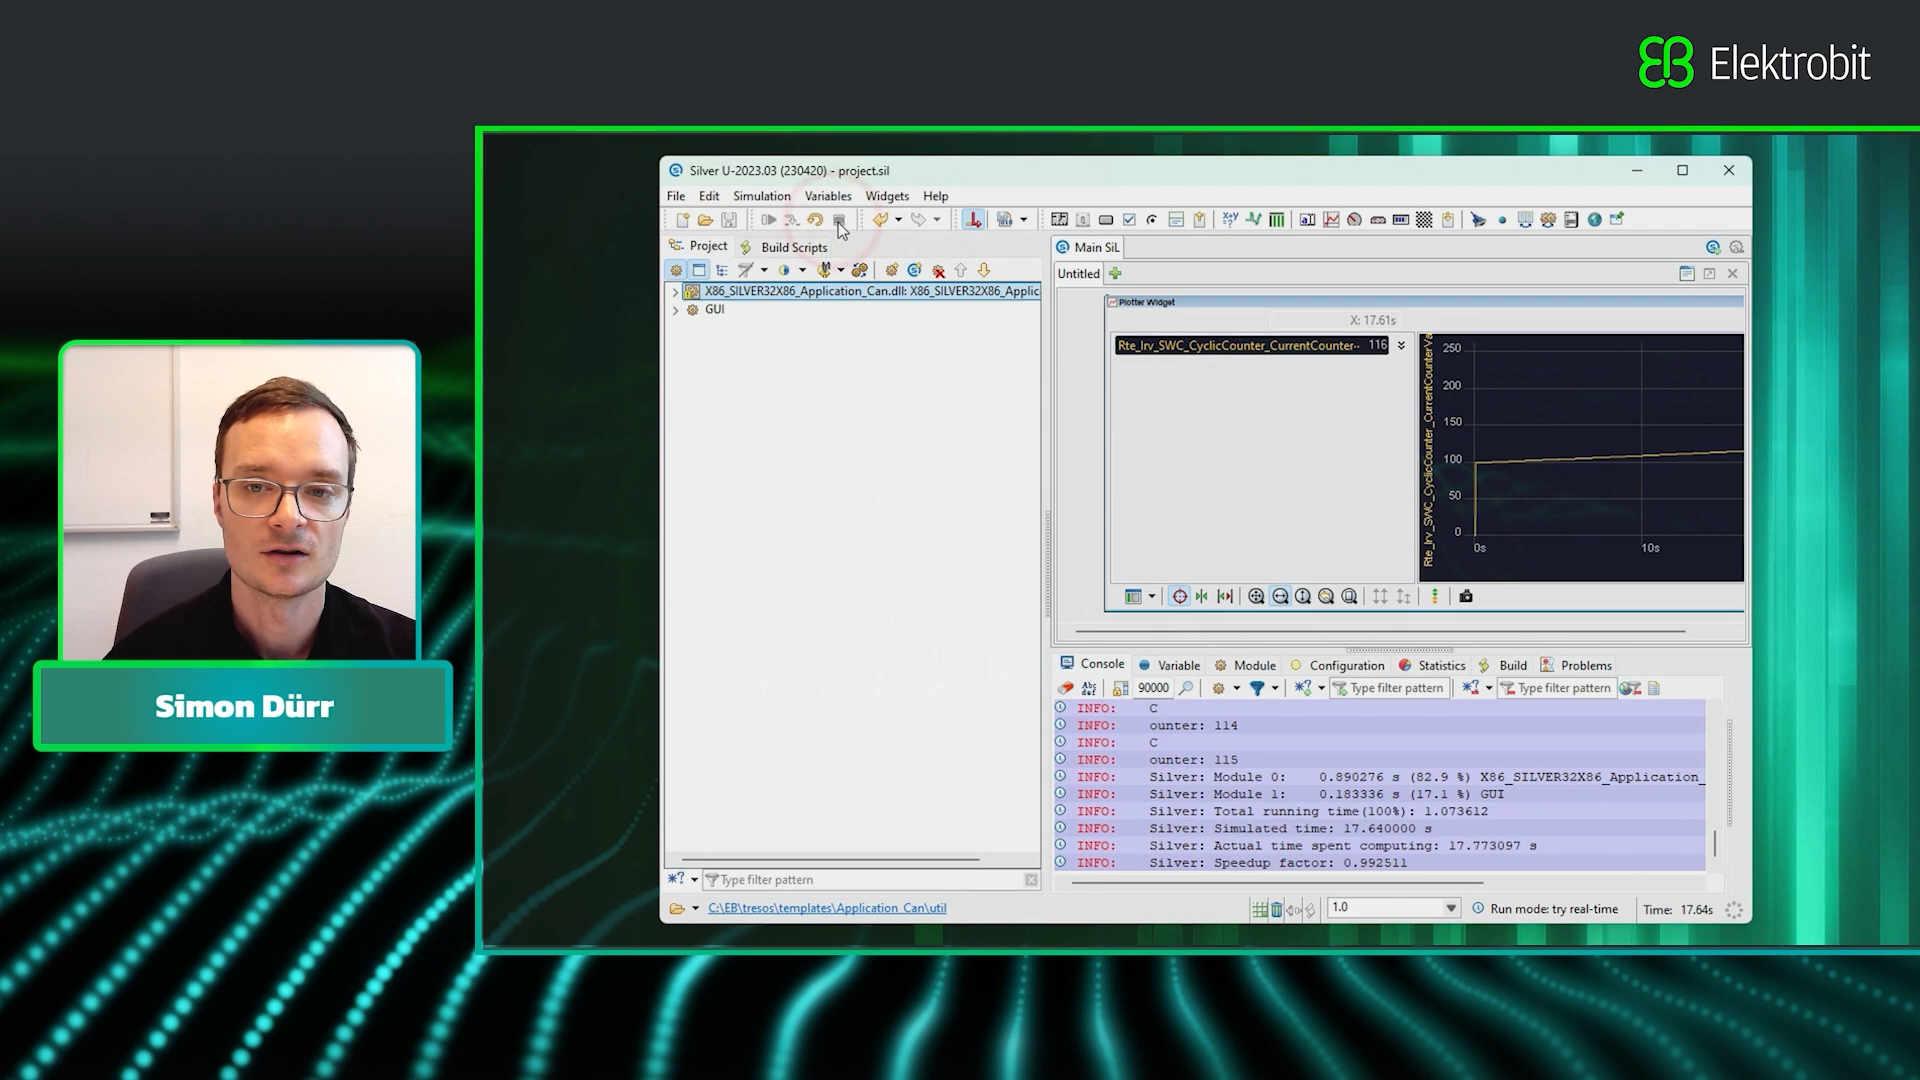 Elektrobit
Silver U-2023.03 (230420) - project.sil
File Edit Simulation Variables Widgets Help
Project Build Scripts
X86_SILVER32X86_Application_Can.dll: X86_SILVER32X86_Applic
GUI
Main SiL
Untitled
Plotter Widget
X: 17.61s
Rte_Irv_SWC_CyclicCounter_CurrentCounter·· 116
Rte_Irv_SWC_CyclicCounter_CurrentCounterVa
250
200
150
100
50
0
0s 10s
Simon Dürr
Console Variable Module Configuration Statistics Build Problems
90000 Type filter pattern Type filter pattern
INFO: C
INFO: ounter: 114
INFO: C
INFO: ounter: 115
INFO: Silver: Module 0: 0.890276 s (82.9 %) X86_SILVER32X86_Application_
INFO: Silver: Module 1: 0.183336 s (17.1 %) GUI
INFO: Silver: Total running time(100%): 1.073612
INFO: Silver: Simulated time: 17.640000 s
INFO: Silver: Actual time spent computing: 17.773097 s
INFO: Silver: Speedup factor: 0.992511
*? Type filter pattern
C:\EB\tresos\templates\Application_Can\util
1.0 Run mode: try real-time Time: 17.64s